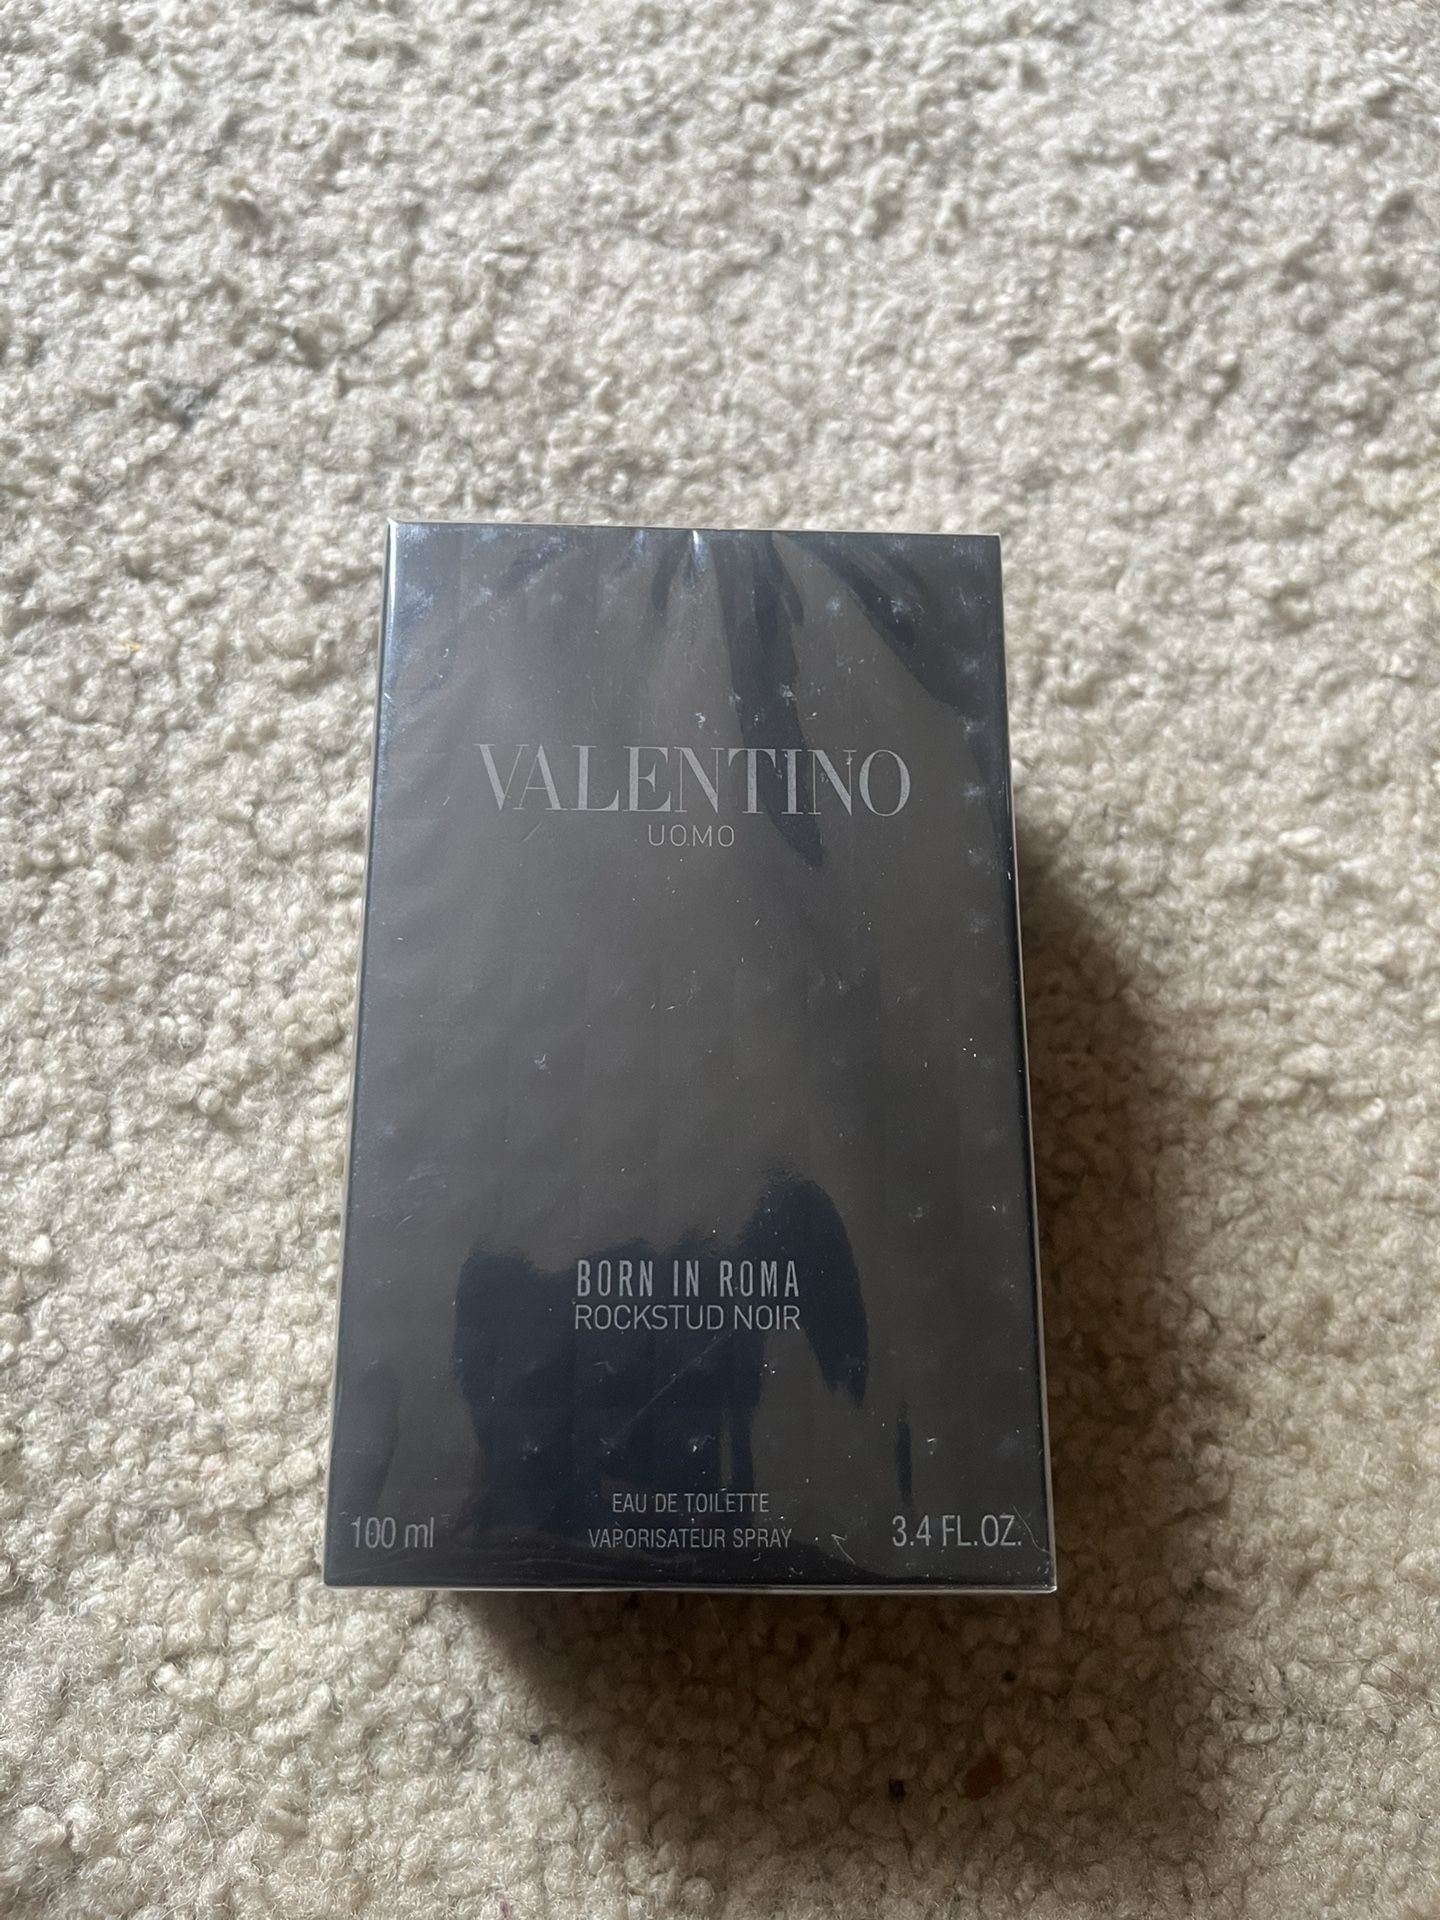 VALENTINO
UOMO
BORN IN ROMA
ROCKSTUD NOIR
EAU DE TOILETTE
100 ml VAPORISATEUR SPRAY 3.4 FL.OZ.